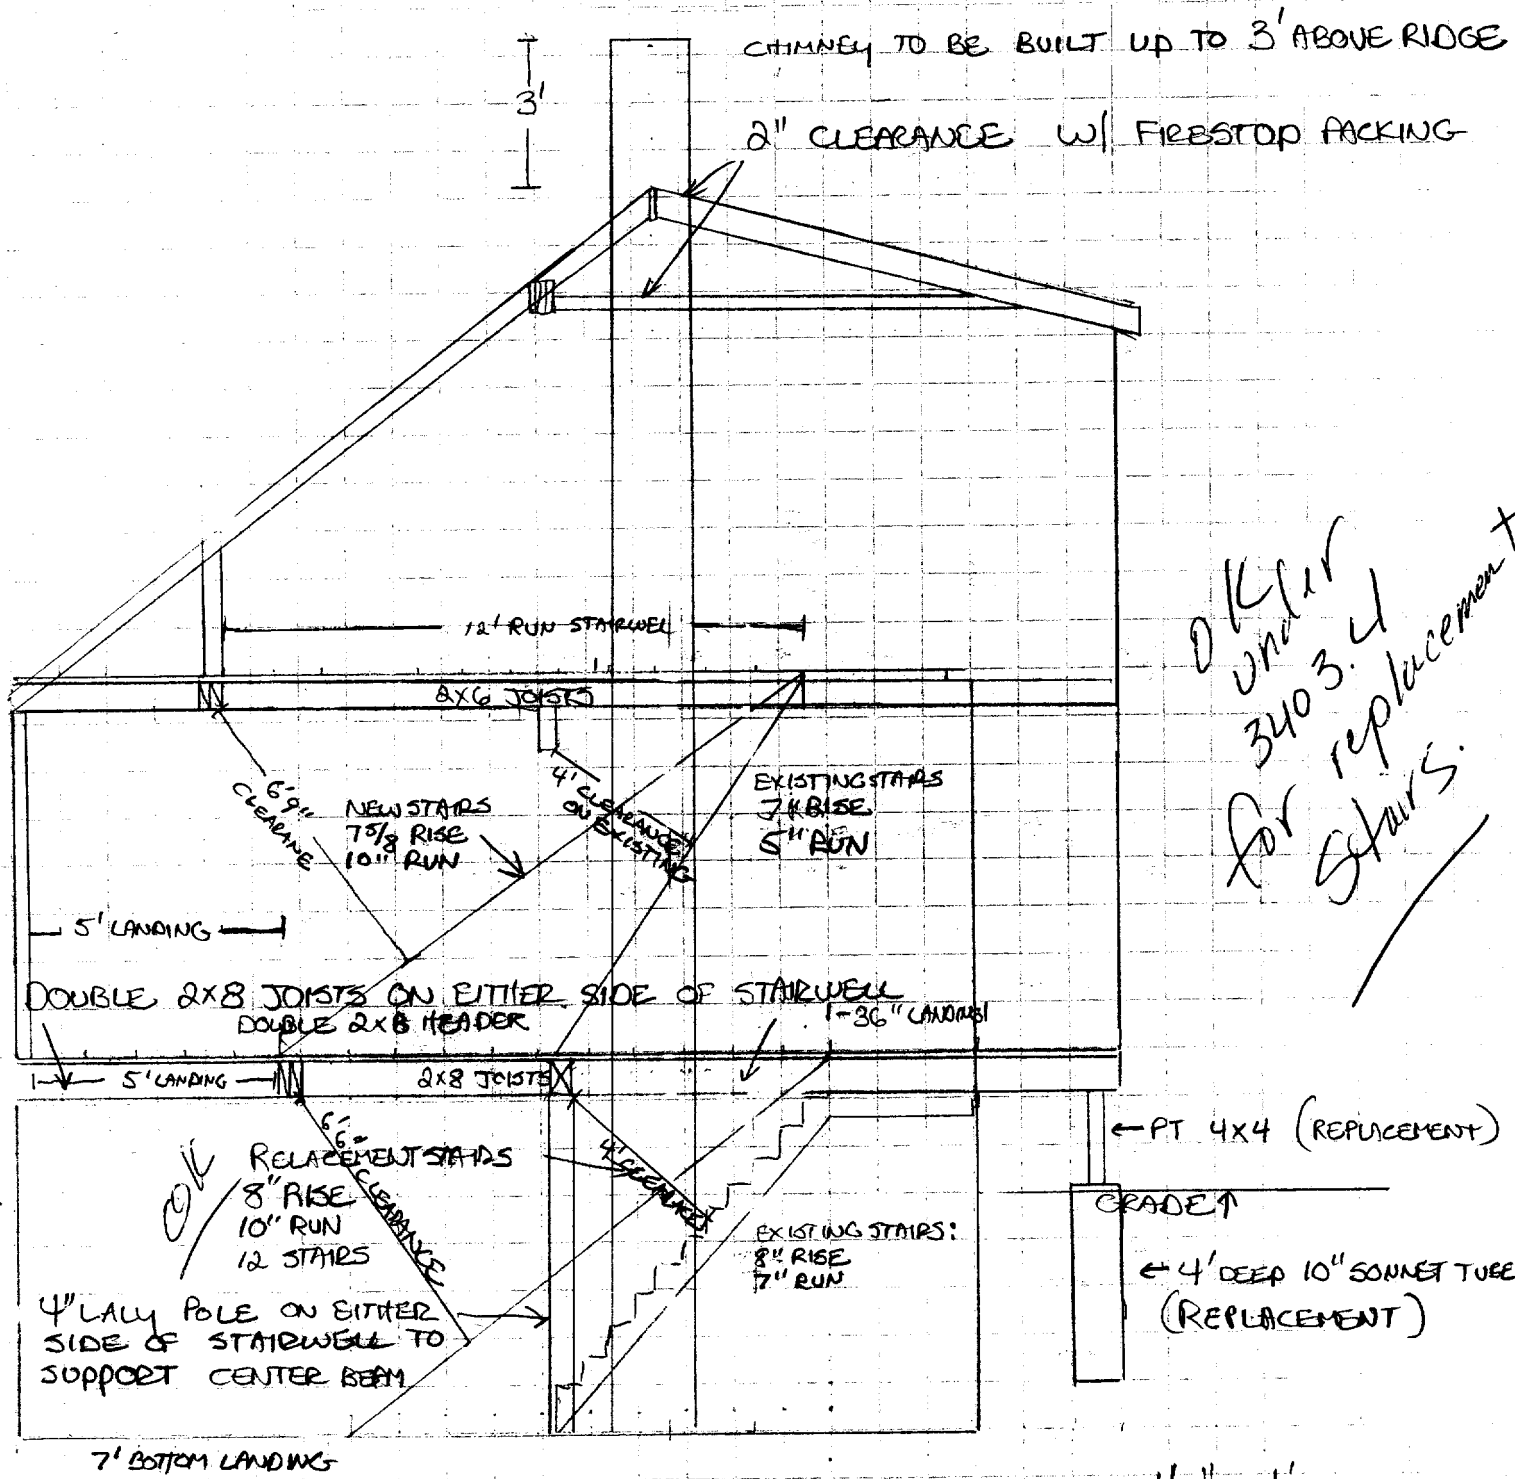 CHIMNEY TO BE BUILT UP TO 3' ABOVE RIDGE
3'
2" CLEARANCE W/ FIRESTOP PACKING
12' RUN STAIRWEL
2X6 JOISTS
OK
under
3403.4
for replacement
stairs.
6'9"
CLEARANE
NEW STAIRS
7 5/8 RISE
10" RUN
4' CLEARANCE
ON EXISTING
EXISTING STAIRS
RISE
5" RUN
5' LANDING
DOUBLE 2X8 JOISTS ON EITHER SIDE OF STAIRWELL
DOUBLE 2X8 HEADER
36" LANDING
5' LANDING
2X8 JOISTS
6'6"
CLEARANCE
OK
RELACEMENT STAIRS
8" RISE
10" RUN
12 STAIRS
4' CLEARANCE
EXISTING STAIRS:
8" RISE
7" RUN
PT 4X4 (REPLACEMENT)
GRADE
4' DEEP 10" SONNET TUBE
(REPLACEMENT)
4" LALY POLE ON EITHER
SIDE OF STAIRWELL TO
SUPPORT CENTER BEAM
7' BOTTOM LANDING